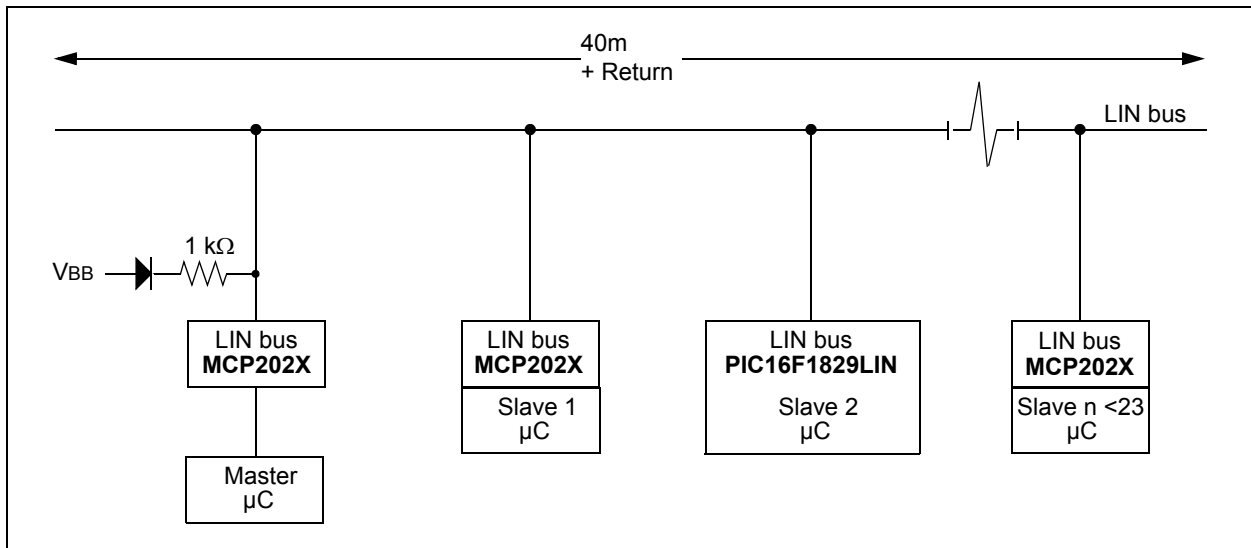 40m
+ Return
LIN bus
1 kΩ
VBB
LIN bus
MCP202X
Master
µC
LIN bus
MCP202X
Slave 1
µC
LIN bus
PIC16F1829LIN
Slave 2
µC
LIN bus
MCP202X
Slave n <23
µC